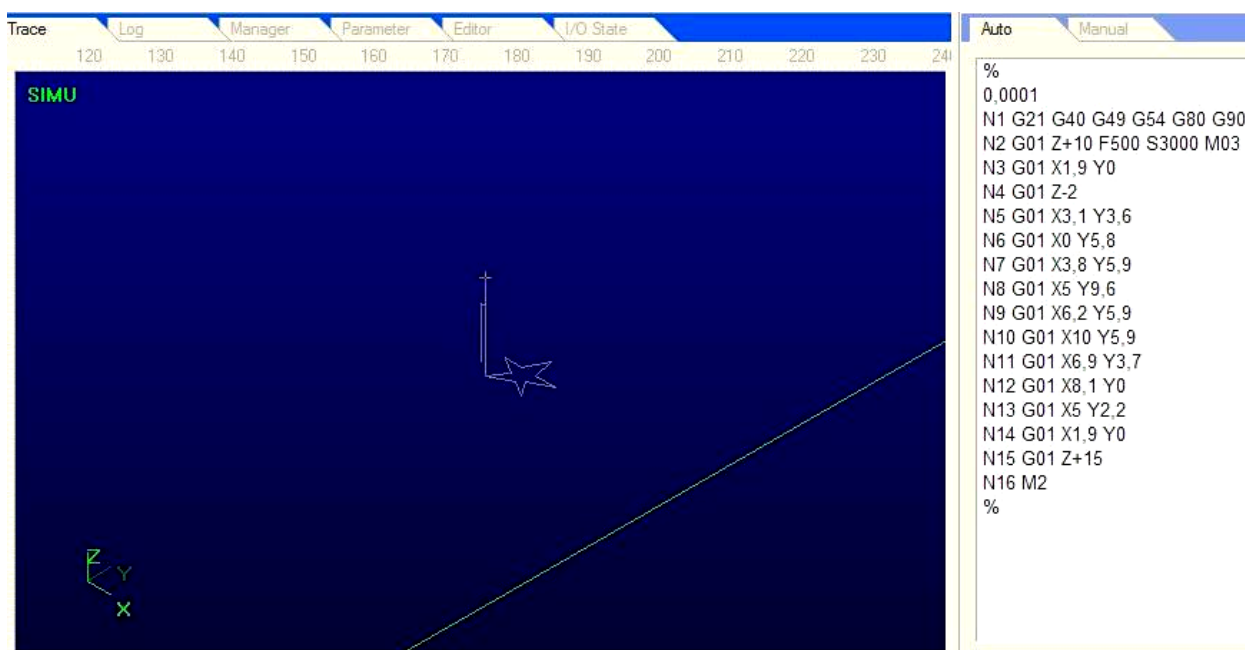 Trace Log Manager Parameter Editor I/O State
120 130 140 150 160 170 180 190 200 210 220 230 240
SIMU
Z
Y
X
Auto Manual
%
0,0001
N1 G21 G40 G49 G54 G80 G90
N2 G01 Z+10 F500 S3000 M03
N3 G01 X1,9 Y0
N4 G01 Z-2
N5 G01 X3,1 Y3,6
N6 G01 X0 Y5,8
N7 G01 X3,8 Y5,9
N8 G01 X5 Y9,6
N9 G01 X6,2 Y5,9
N10 G01 X10 Y5,9
N11 G01 X6,9 Y3,7
N12 G01 X8,1 Y0
N13 G01 X5 Y2,2
N14 G01 X1,9 Y0
N15 G01 Z+15
N16 M2
%